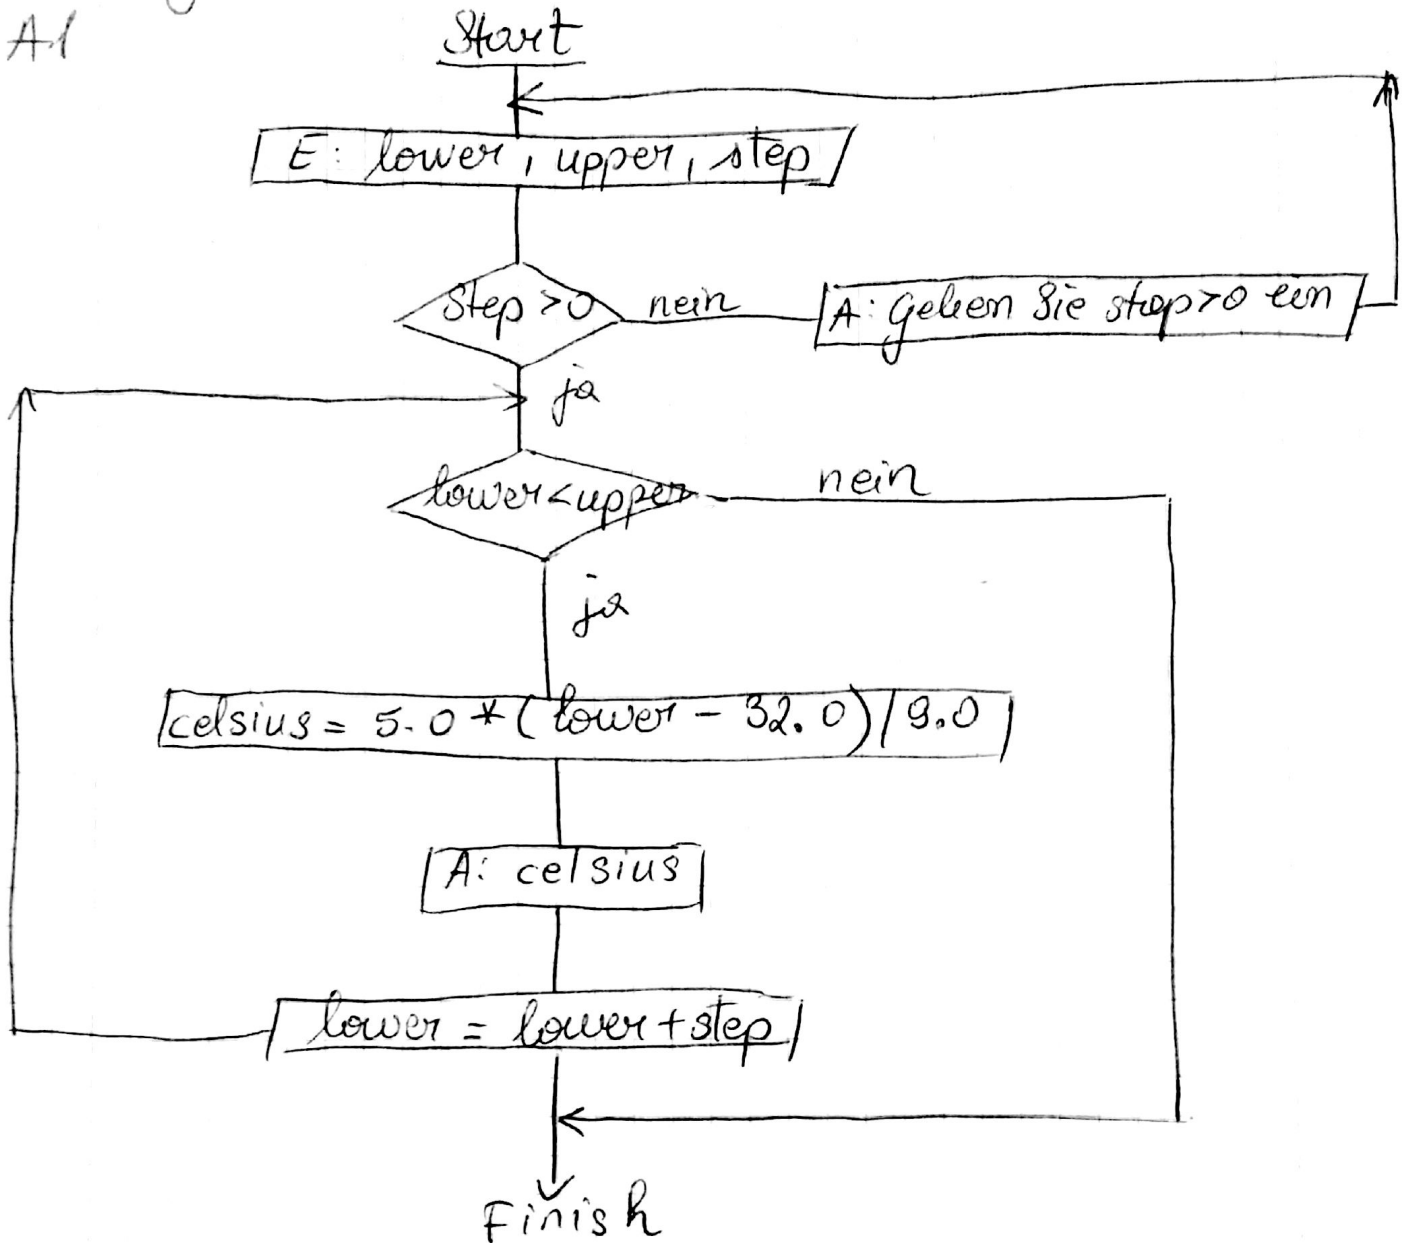 A1
Start
E: lower, upper, step
Step>0
nein
A: Geben Sie step>0 ein
ja
lower<upper
nein
ja
celsius = 5.0 * (lower - 32.0) / 9.0
A: celsius
lower = lower + step
Finish